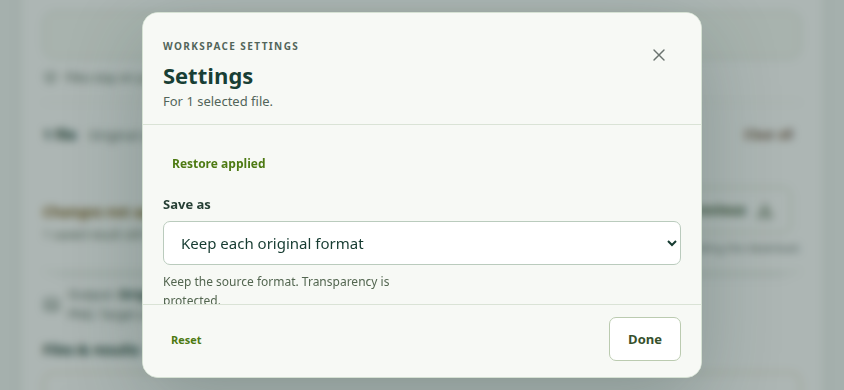 WORKSPACE SETTINGS
Settings
For 1 selected file.
Restore applied
Save as
Keep each original format
Keep the source format. Transparency is
protected.
Reset
Done